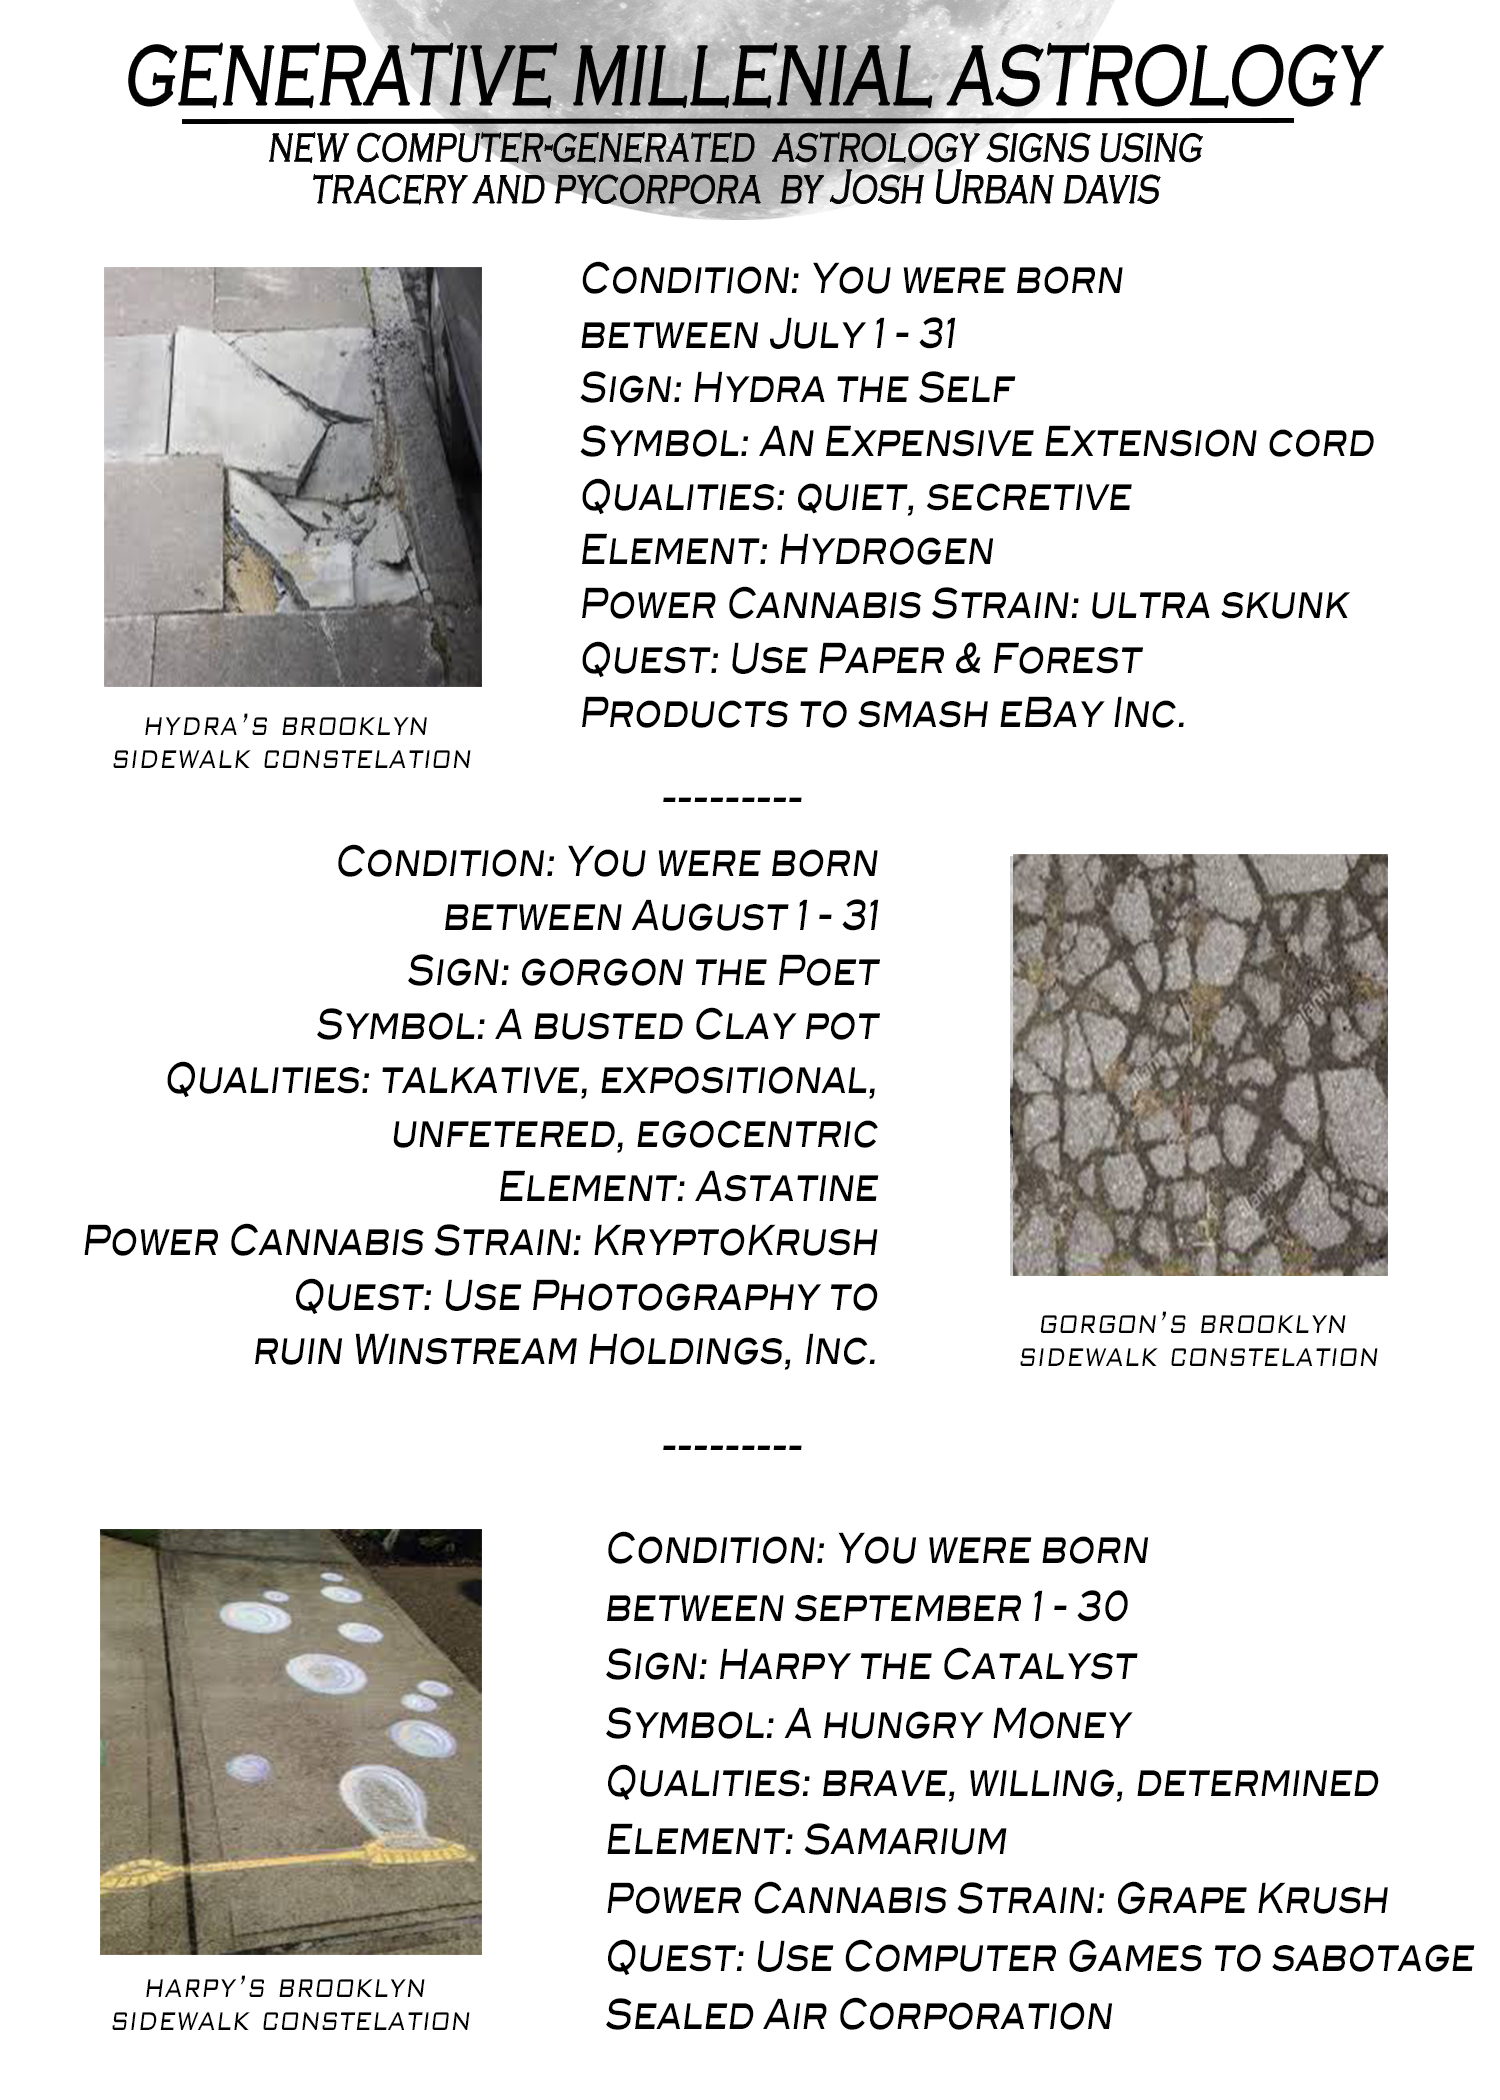 GENERATIVE MILLENIAL ASTROLOGY
NEW COMPUTER-GENERATED ASTROLOGY SIGNS USING
TRACERY AND PYCORPORA BY JOSH URBAN DAVIS
CONDITION: YOU WERE BORN
BETWEEN JULY 1 - 31
SIGN: HYDRA THE SELF
SYMBOL: AN EXPENSIVE EXTENSION CORD
QUALITIES: QUIET, SECRETIVE
ELEMENT: HYDROGEN
POWER CANNABIS STRAIN: ULTRA SKUNK
QUEST: USE PAPER & FOREST
PRODUCTS TO SMASH EBAY INC.
HYDRA'S BROOKLYN
SIDEWALK CONSTELATION
---------
CONDITION: YOU WERE BORN
BETWEEN AUGUST 1 - 31
SIGN: GORGON THE POET
SYMBOL: A BUSTED CLAY POT
QUALITIES: TALKATIVE, EXPOSITIONAL,
UNFETERED, EGOCENTRIC
ELEMENT: ASTATINE
POWER CANNABIS STRAIN: KRYPTOKRUSH
QUEST: USE PHOTOGRAPHY TO
RUIN WINSTREAM HOLDINGS, INC.
alamy
alamy
alamy
GORGON'S BROOKLYN
SIDEWALK CONSTELATION
---------
CONDITION: YOU WERE BORN
BETWEEN SEPTEMBER 1 - 30
SIGN: HARPY THE CATALYST
SYMBOL: A HUNGRY MONEY
QUALITIES: BRAVE, WILLING, DETERMINED
ELEMENT: SAMARIUM
POWER CANNABIS STRAIN: GRAPE KRUSH
QUEST: USE COMPUTER GAMES TO SABOTAGE
SEALED AIR CORPORATION
HARPY'S BROOKLYN
SIDEWALK CONSTELATION